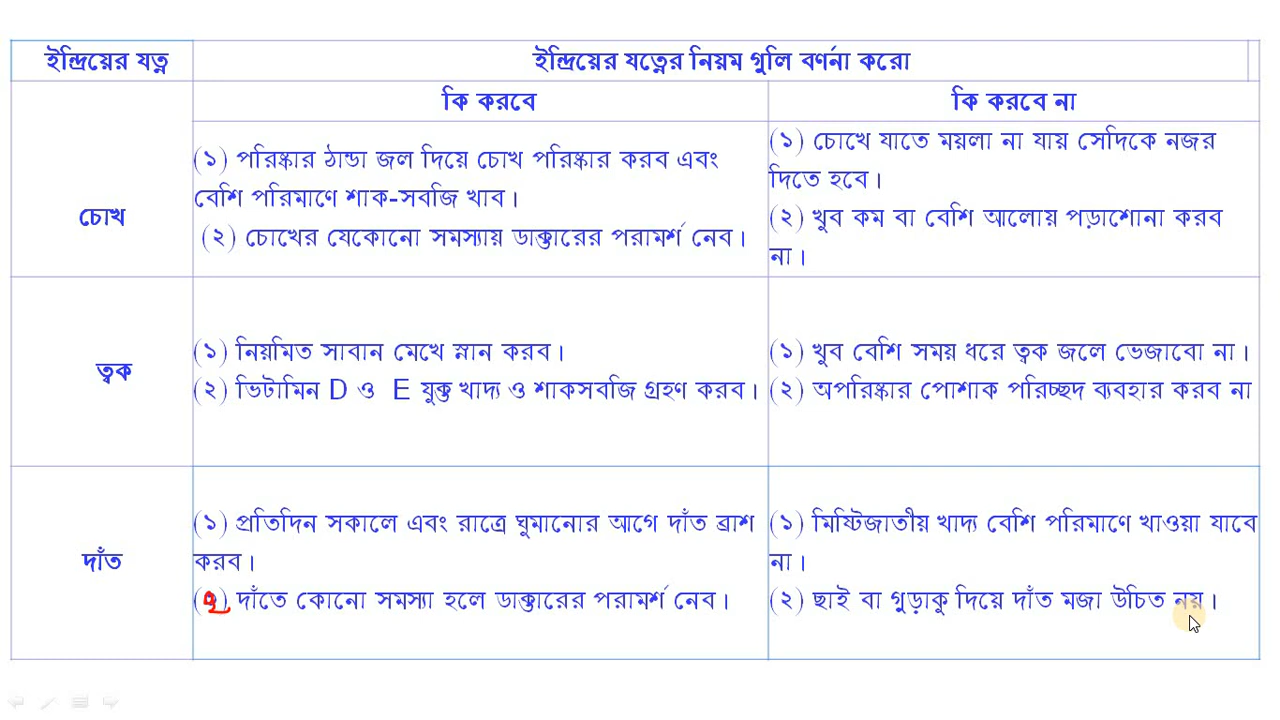 ইন্দ্রিয়ের যত্ন
ইন্দ্রিয়ের যত্নের নিয়ম গুলি বর্ণনা করো
কি করবে
কি করবে না
চোখ
(১) পরিষ্কার ঠান্ডা জল দিয়ে চোখ পরিষ্কার করব এবং
বেশি পরিমাণে শাক-সবজি খাব।
(২) চোখের যেকোনো সমস্যায় ডাক্তারের পরামর্শ নেব।
(১) চোখে যাতে ময়লা না যায় সেদিকে নজর
দিতে হবে।
(২) খুব কম বা বেশি আলোয় পড়াশোনা করব
না।
ত্বক
(১) নিয়মিত সাবান মেখে স্নান করব।
(২) ভিটামিন D ও E যুক্ত খাদ্য ও শাকসবজি গ্রহণ করব।
(১) খুব বেশি সময় ধরে ত্বক জলে ভেজাবো না।
(২) অপরিষ্কার পোশাক পরিচ্ছদ ব্যবহার করব না
দাঁত
(১) প্রতিদিন সকালে এবং রাত্রে ঘুমানোর আগে দাঁত ব্রাশ
করব।
(২) দাঁতে কোনো সমস্যা হলে ডাক্তারের পরামর্শ নেব।
(১) মিষ্টিজাতীয় খাদ্য বেশি পরিমাণে খাওয়া যাবে
না।
(২) ছাই বা গুড়াকু দিয়ে দাঁত মজা উচিত নয়।